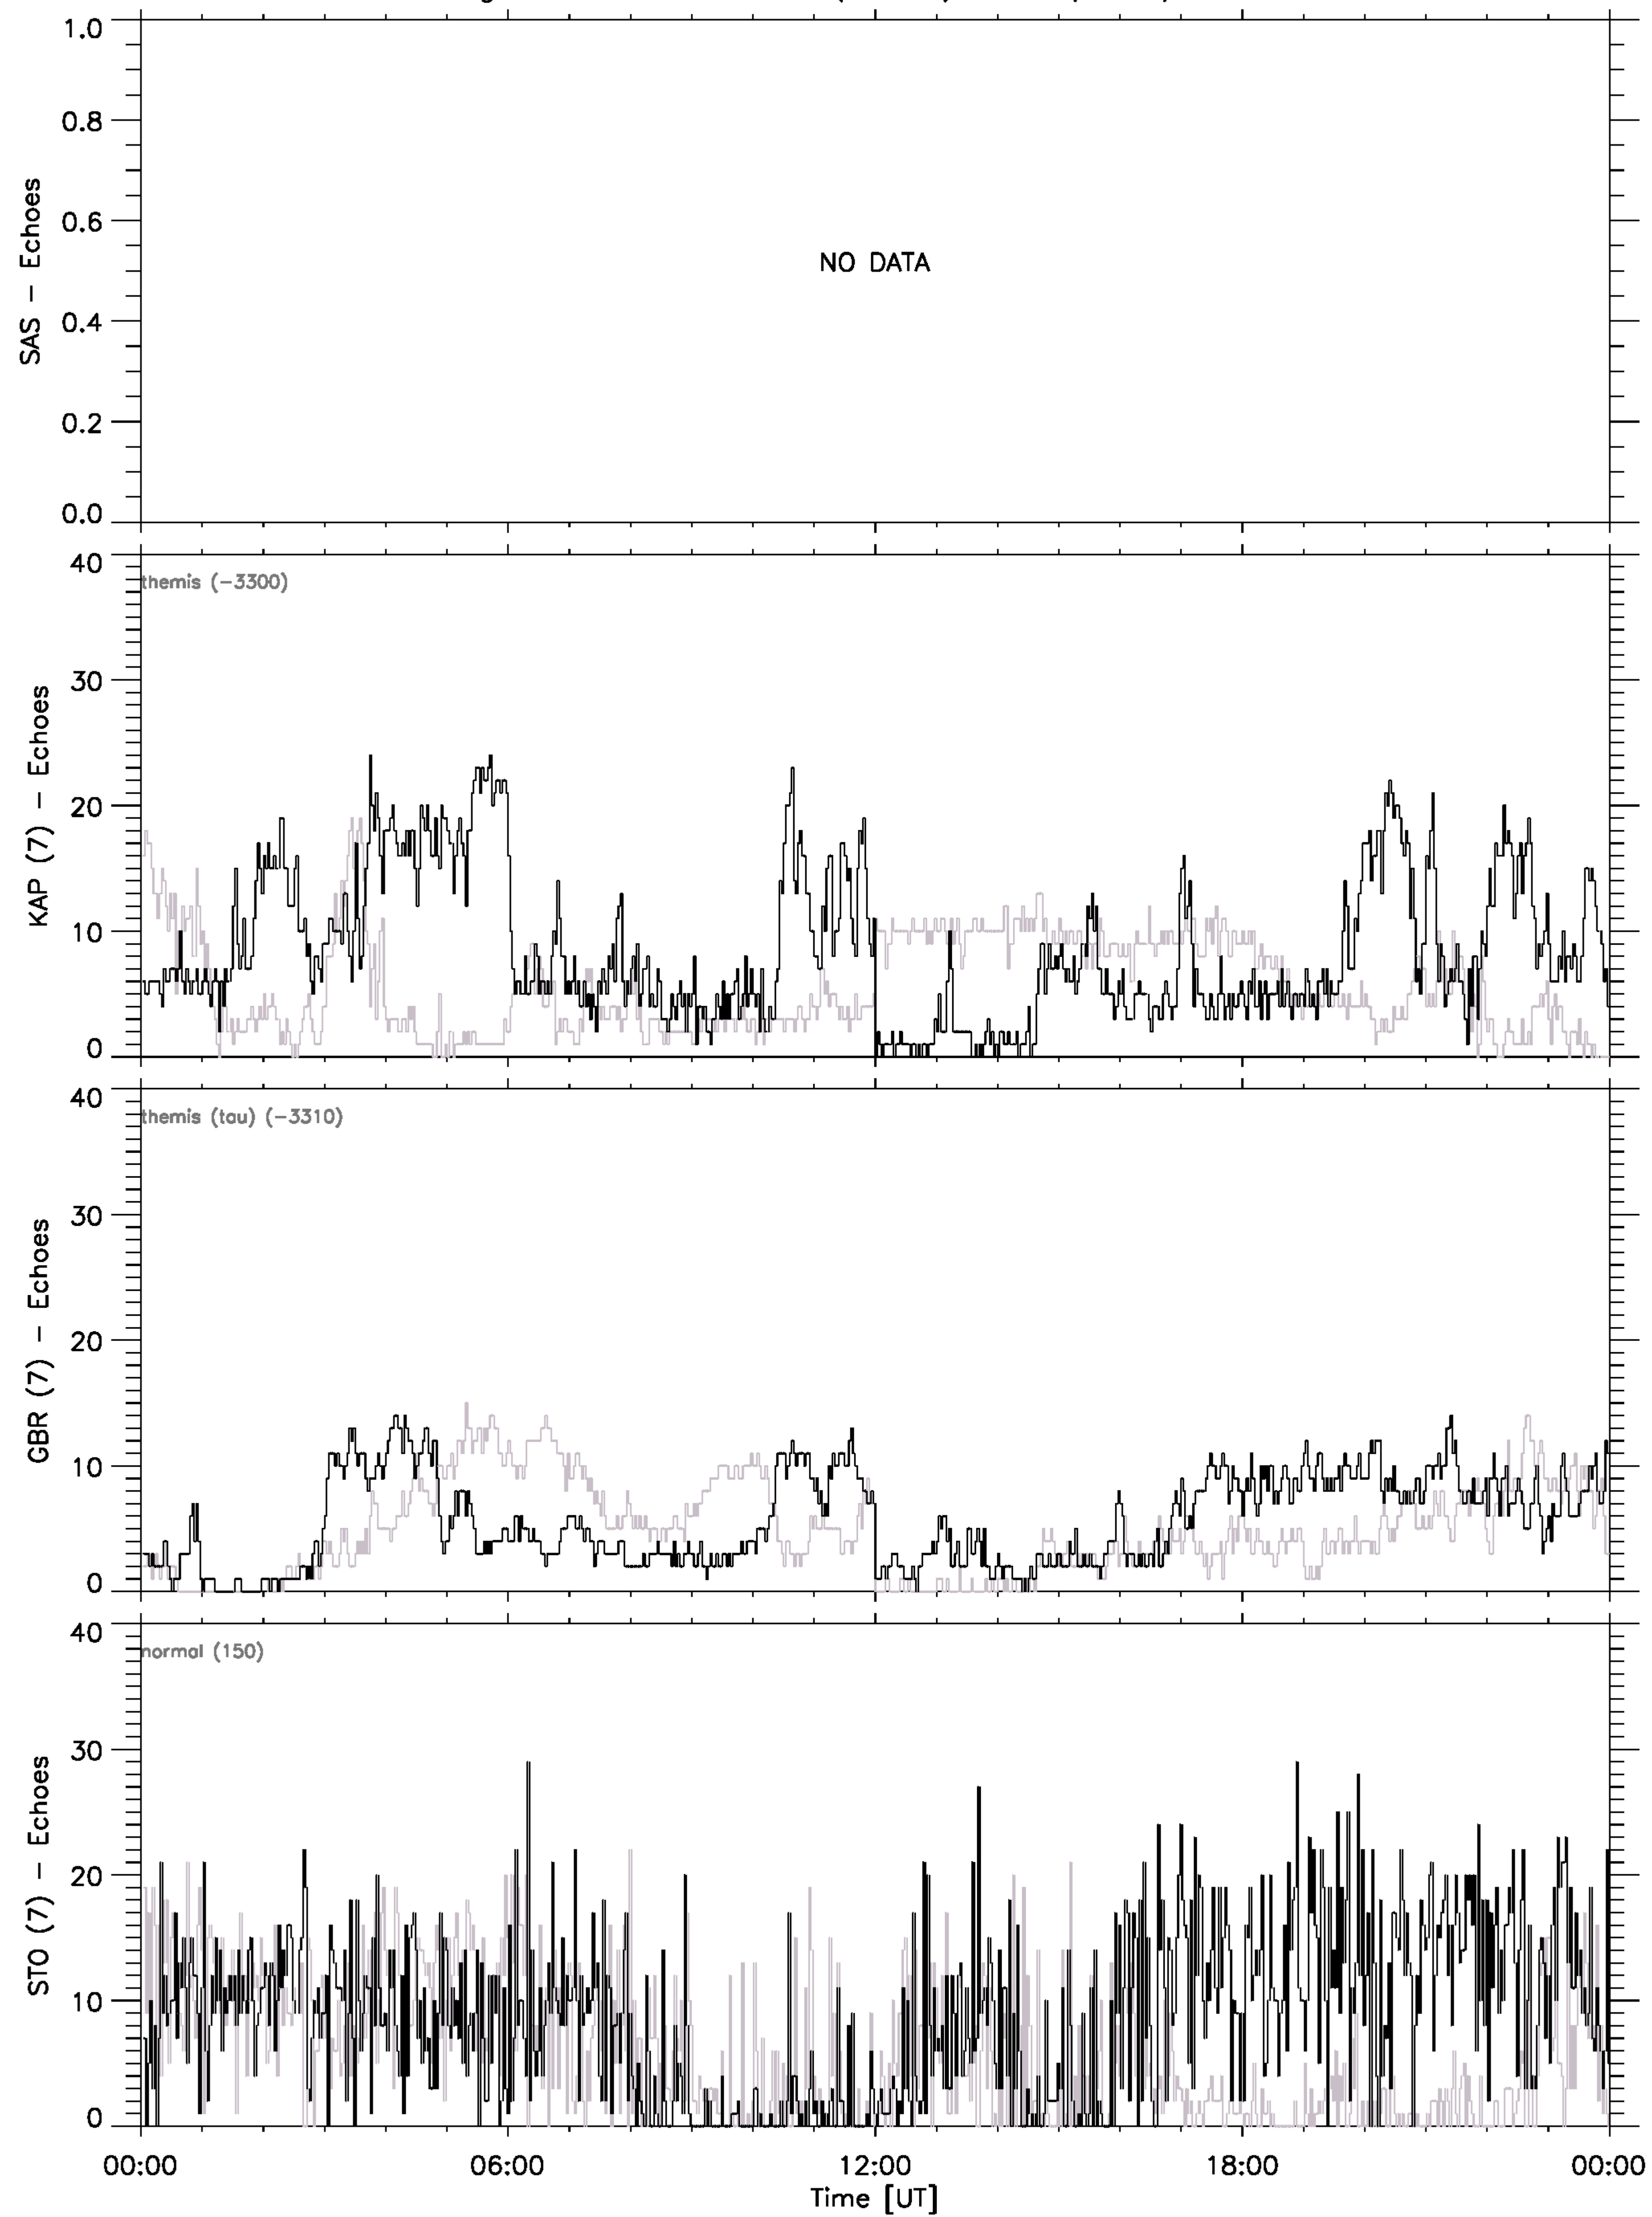 1.0
0.8
0.6
0.4
0.2
0.0
SAS - Echoes
NO DATA
40
30
20
10
0
KAP (7) - Echoes
themis (-3300)
40
30
20
10
0
GBR (7) - Echoes
themis (tau) (-3310)
40
30
20
10
0
STO (7) - Echoes
normal (150)
00:00 06:00 12:00 18:00 00:00
Time [UT]